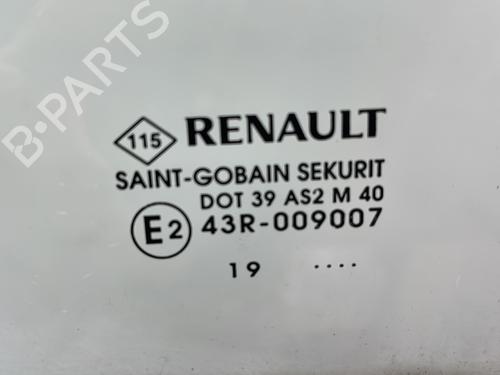 B-PARTS
115 RENAULT
SAINT-GOBAIN SEKURIT
DOT 39 AS2 M 40
E2 43R-009007
19 ....